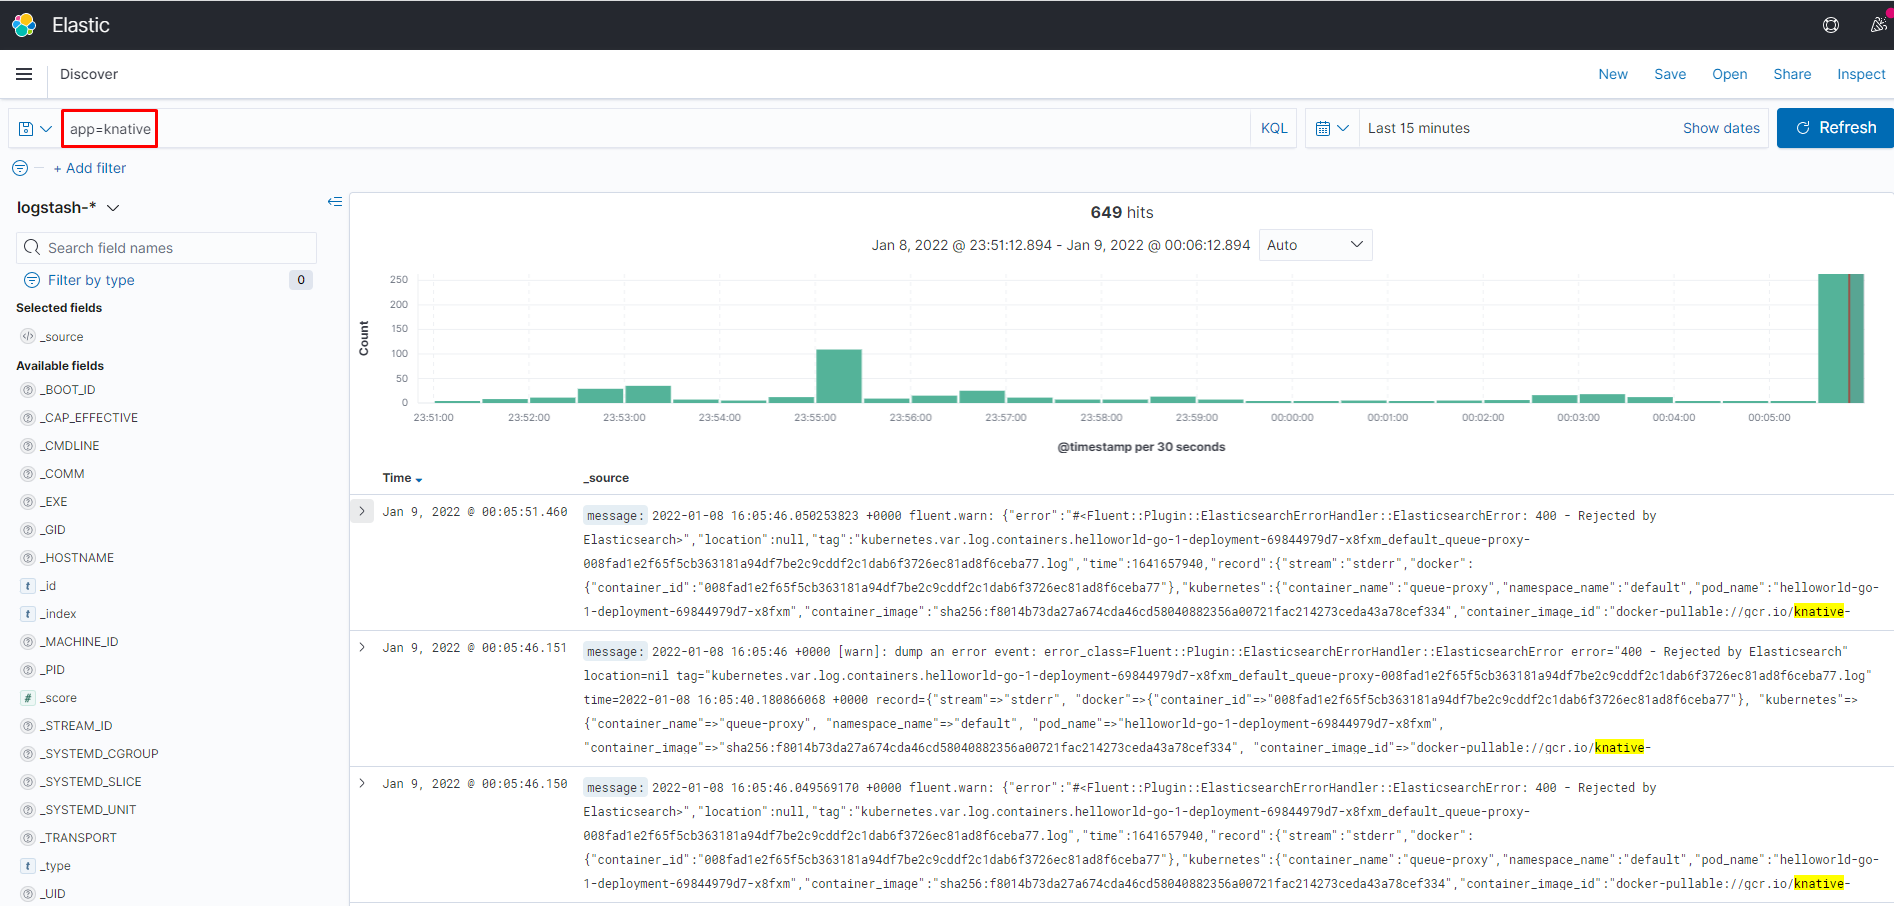 Elastic
Discover
New Save Open Share Inspect
app=knative
KQL
Last 15 minutes
Show dates
Refresh
+ Add filter
logstash-*
Search field names
Filter by type
0
Selected fields
_source
Available fields
_BOOT_ID
_CAP_EFFECTIVE
_CMDLINE
_COMM
_EXE
_GID
_HOSTNAME
t _id
t _index
_MACHINE_ID
_PID
# _score
_STREAM_ID
_SYSTEMD_CGROUP
_SYSTEMD_SLICE
_SYSTEMD_UNIT
_TRANSPORT
t _type
_UID
649 hits
Jan 8, 2022 @ 23:51:12.894 - Jan 9, 2022 @ 00:06:12.894
Auto
Count
250
200
150
100
50
0
23:51:00 23:52:00 23:53:00 23:54:00 23:55:00 23:56:00 23:57:00 23:58:00 23:59:00 00:00:00 00:01:00 00:02:00 00:03:00 00:04:00 00:05:00
@timestamp per 30 seconds
Time _source
Jan 9, 2022 @ 00:05:51.460
message: 2022-01-08 16:05:46.050253823 +0000 fluent.warn: {"error":"#<Fluent::Plugin::ElasticsearchErrorHandler::ElasticsearchError: 400 - Rejected by
Elasticsearch>","location":null,"tag":"kubernetes.var.log.containers.helloworld-go-1-deployment-69844979d7-x8fxm_default_queue-proxy-
008fad1e2f65f5cb363181a94df7be2c9cddf2c1dab6f3726ec81ad8f6ceba77.log","time":1641657940,"record":{"stream":"stderr","docker":
{"container_id":"008fad1e2f65f5cb363181a94df7be2c9cddf2c1dab6f3726ec81ad8f6ceba77"},"kubernetes":{"container_name":"queue-proxy","namespace_name":"default","pod_name":"helloworld-go-
1-deployment-69844979d7-x8fxm","container_image":"sha256:f8014b73da27a674cda46cd58040882356a00721fac214273ceda43a78cef334","container_image_id":"docker-pullable://gcr.io/knative-
Jan 9, 2022 @ 00:05:46.151
message: 2022-01-08 16:05:46 +0000 [warn]: dump an error event: error_class=Fluent::Plugin::ElasticsearchErrorHandler::ElasticsearchError error="400 - Rejected by Elasticsearch"
location=nil tag="kubernetes.var.log.containers.helloworld-go-1-deployment-69844979d7-x8fxm_default_queue-proxy-008fad1e2f65f5cb363181a94df7be2c9cddf2c1dab6f3726ec81ad8f6ceba77.log"
time=2022-01-08 16:05:40.180866068 +0000 record={"stream"=>"stderr", "docker"=>{"container_id"=>"008fad1e2f65f5cb363181a94df7be2c9cddf2c1dab6f3726ec81ad8f6ceba77"}, "kubernetes"=>
{"container_name"=>"queue-proxy", "namespace_name"=>"default", "pod_name"=>"helloworld-go-1-deployment-69844979d7-x8fxm",
"container_image"=>"sha256:f8014b73da27a674cda46cd58040882356a00721fac214273ceda43a78cef334", "container_image_id"=>"docker-pullable://gcr.io/knative-
Jan 9, 2022 @ 00:05:46.150
message: 2022-01-08 16:05:46.049569170 +0000 fluent.warn: {"error":"#<Fluent::Plugin::ElasticsearchErrorHandler::ElasticsearchError: 400 - Rejected by
Elasticsearch>","location":null,"tag":"kubernetes.var.log.containers.helloworld-go-1-deployment-69844979d7-x8fxm_default_queue-proxy-
008fad1e2f65f5cb363181a94df7be2c9cddf2c1dab6f3726ec81ad8f6ceba77.log","time":1641657940,"record":{"stream":"stderr","docker":
{"container_id":"008fad1e2f65f5cb363181a94df7be2c9cddf2c1dab6f3726ec81ad8f6ceba77"},"kubernetes":{"container_name":"queue-proxy","namespace_name":"default","pod_name":"helloworld-go-
1-deployment-69844979d7-x8fxm","container_image":"sha256:f8014b73da27a674cda46cd58040882356a00721fac214273ceda43a78cef334","container_image_id":"docker-pullable://gcr.io/knative-